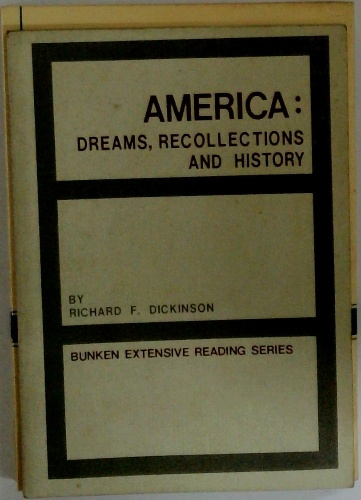 AMERICA:
DREAMS, RECOLLECTIONS
AND HISTORY
BY
RICHARD F. DICKINSON
BUNKEN EXTENSIVE READING SERIES